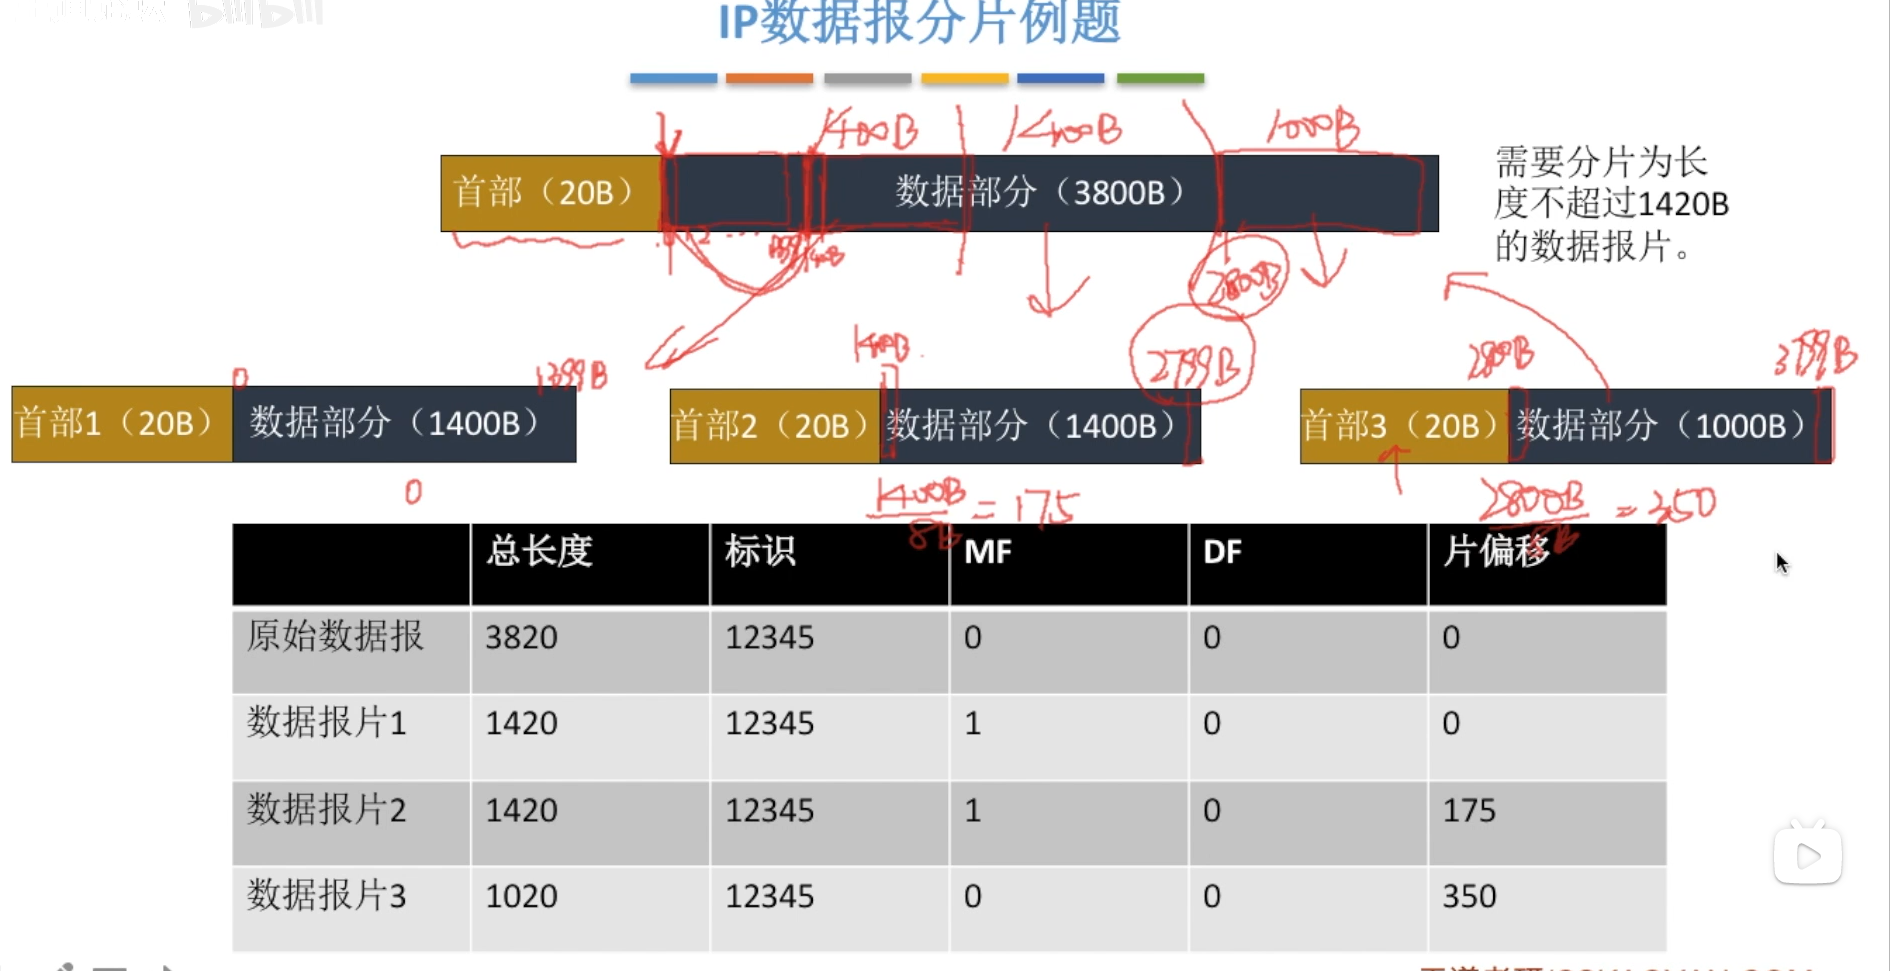 bilibili
IP数据报分片例题
1400B
1400B
1000B
首部（20B）
数据部分（3800B）
需要分片为长
度不超过1420B
的数据报片。
2800B
1400B
2799B
2800B
3799B
0
1399B
首部1（20B）
数据部分（1400B）
首部2（20B）
数据部分（1400B）
首部3（20B）
数据部分（1000B）
0
1400B
8B
= 175
2800B
8B
= 350
总长度 标识 MF DF 片偏移
原始数据报 3820 12345 0 0 0
数据报片1 1420 12345 1 0 0
数据报片2 1420 12345 1 0 175
数据报片3 1020 12345 0 0 350